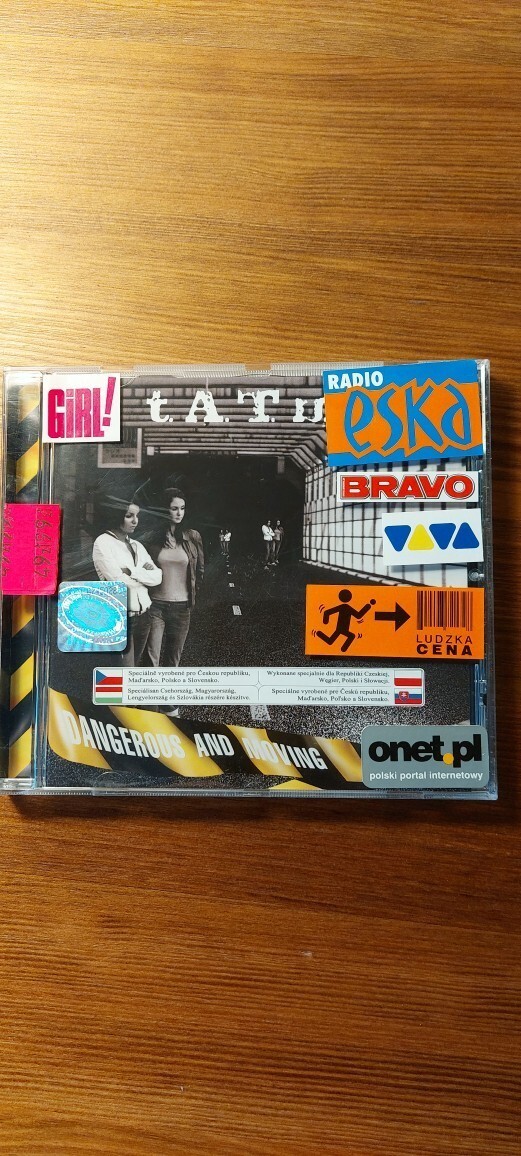 GiRL!
t.A.T.u
RADIO
eska
BRAVO
VIVA
LUDZKA
CENA
Speciálně vyrobené pro Českou republiku,
Maďarsko, Polsko a Slovensko.
Wykonane specjalnie dla Republiki Czeskiej,
Węgier, Polski i Słowacji.
Speciálisan Csehország, Magyarország,
Lengyelország és Szlovákia részére készítve.
Speciálne vyrobené pre Českú republiku,
Maďarsko, Poľsko a Slovensko.
DANGEROUS AND MOVING
onet.pl
polski portal internetowy